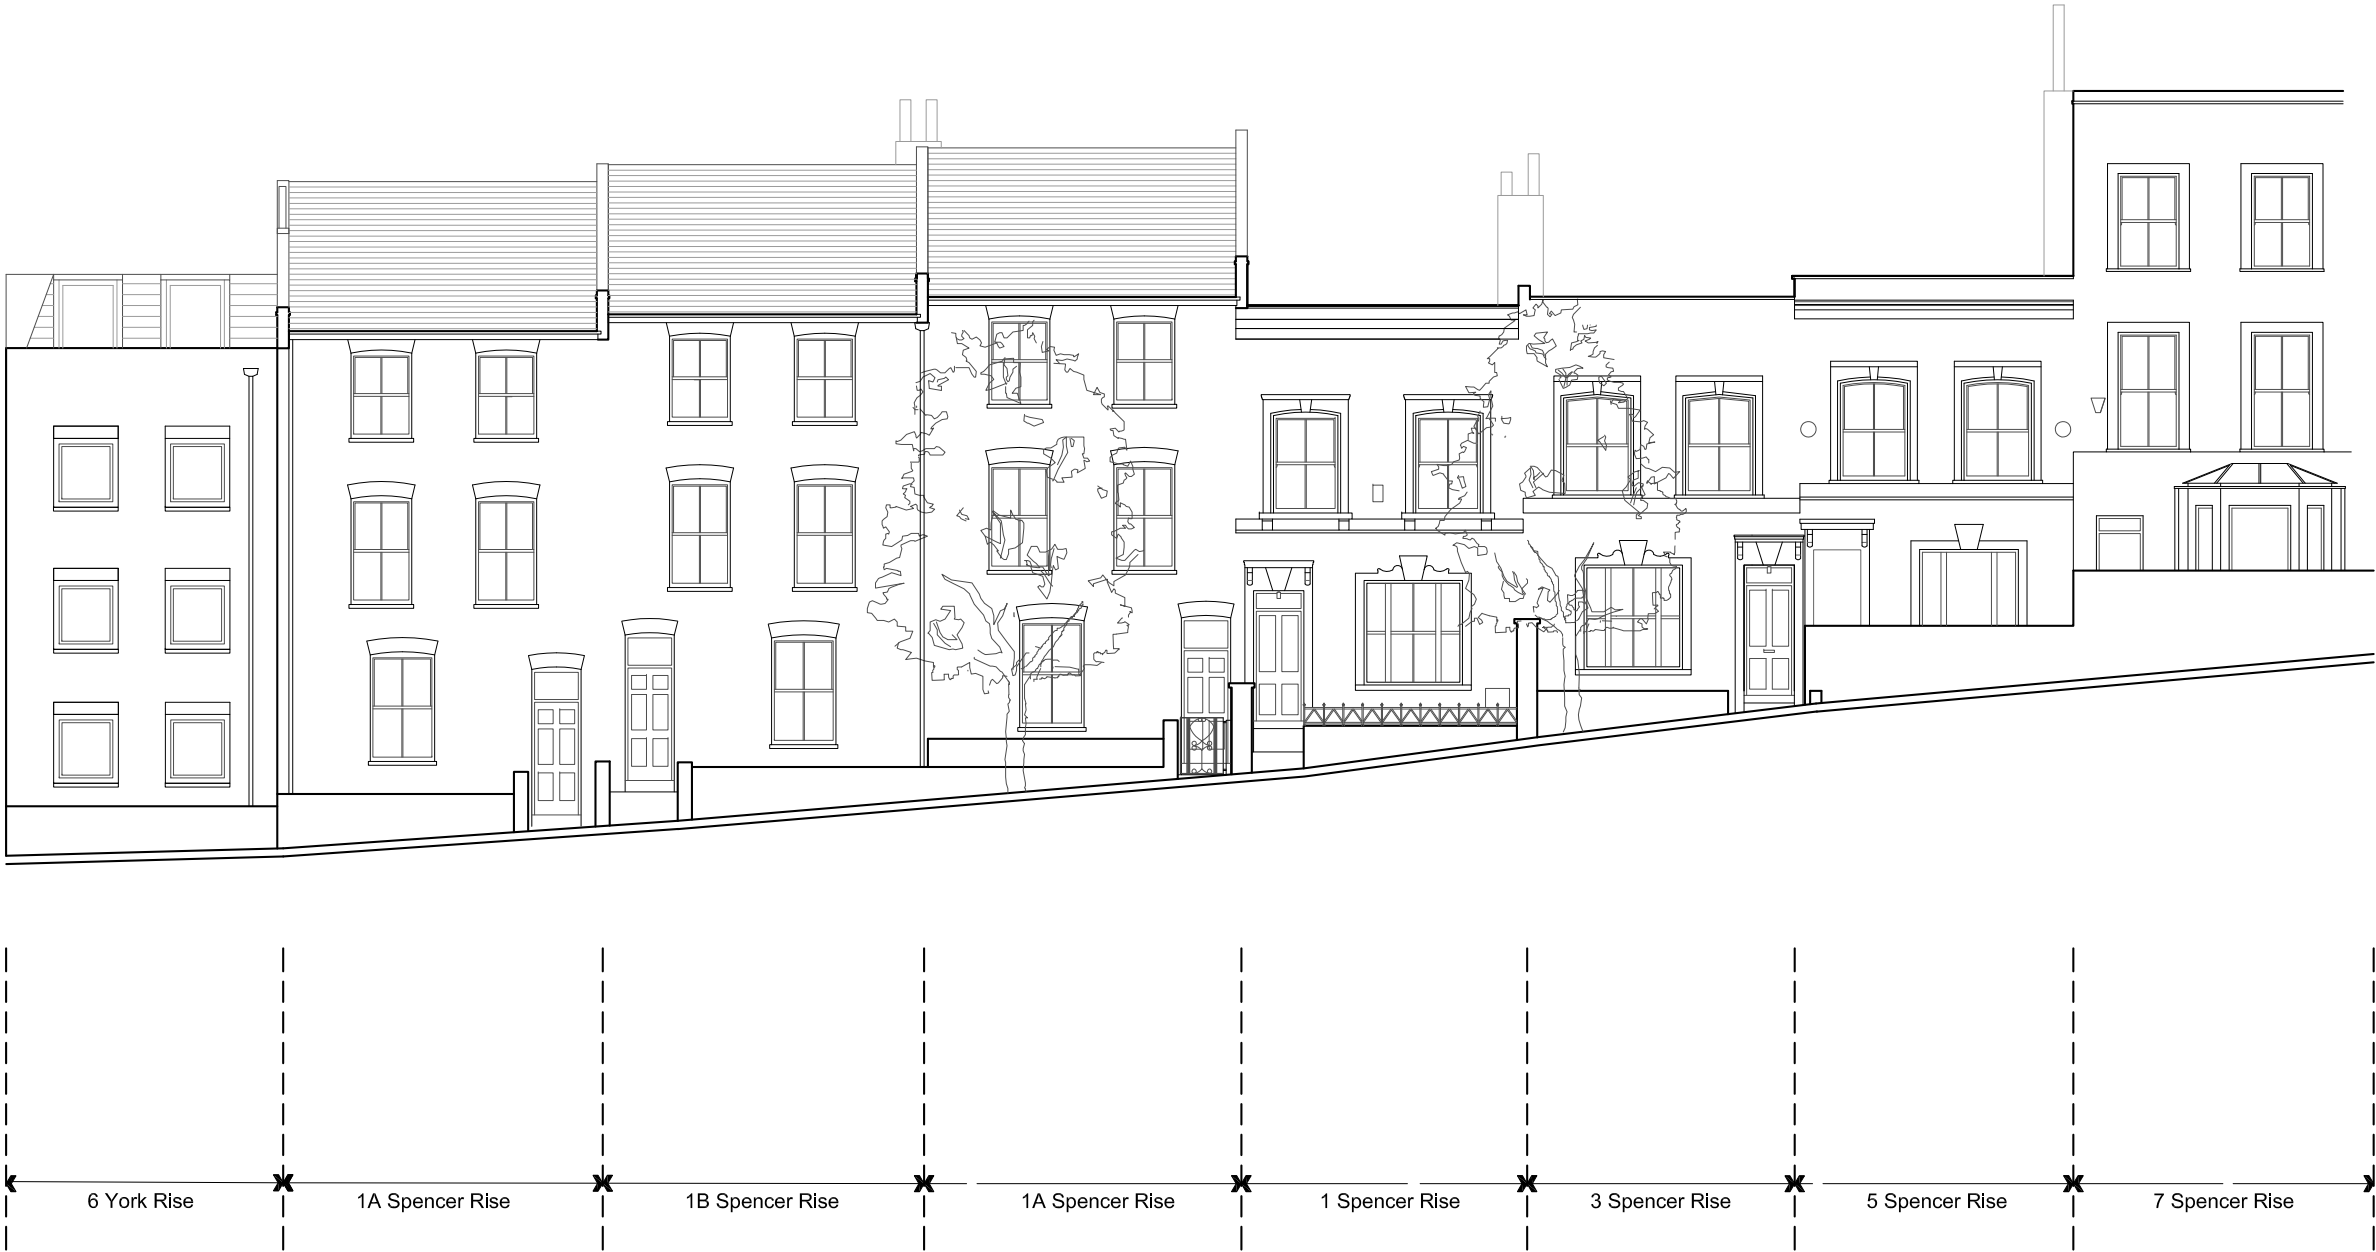 6 York Rise
1A Spencer Rise
1B Spencer Rise
1A Spencer Rise
1 Spencer Rise
3 Spencer Rise
5 Spencer Rise
7 Spencer Rise